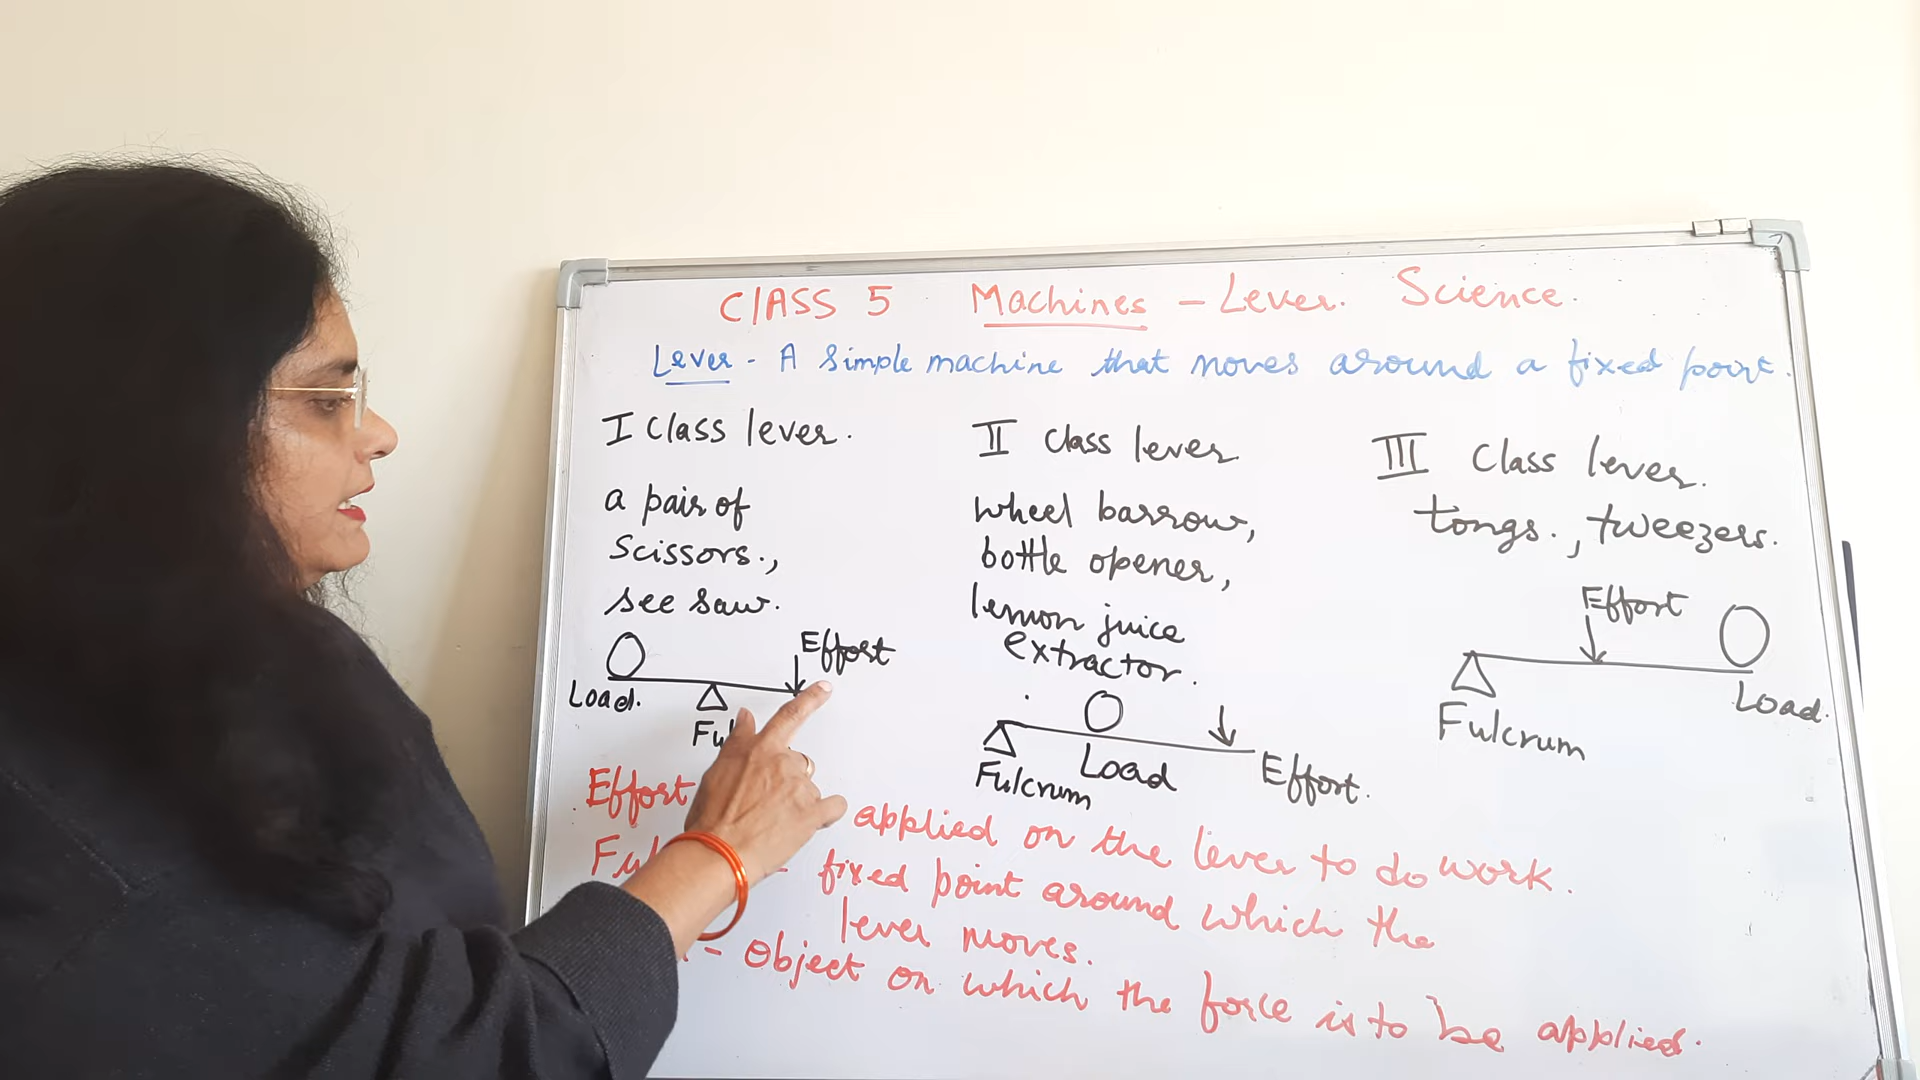 ClASS 5 Machines - Lever. Science.
Lever - A simple machine that moves around a fixed point.
I class lever.
a pair of
scissors.,
see saw.
Effort
Load.
Fu
II class lever
wheel barrow,
bottle opener,
lemon juice
extractor.
Fulcrum Load Effort.
III class lever.
tongs., tweezers.
Effort
Load.
Fulcrum
Effort applied on the lever to do work.
Ful - fixed point around which the
lever moves.
- Object on which the force is to be applied.